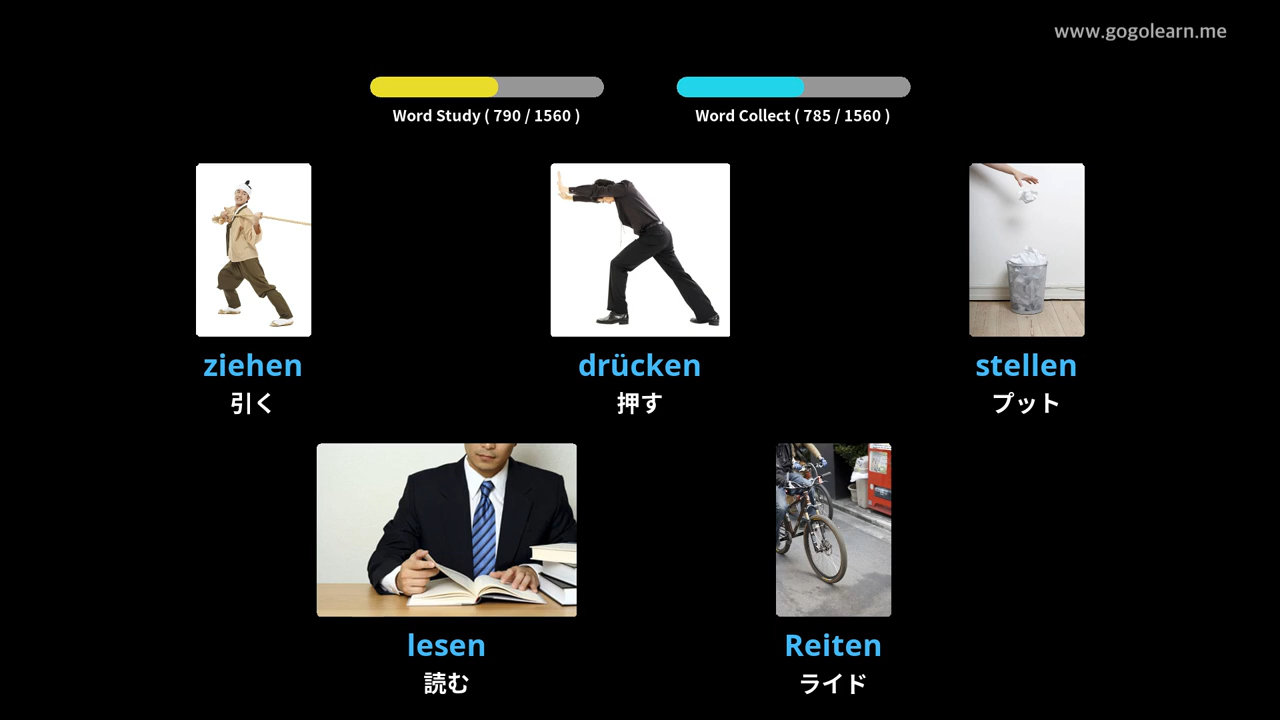 www.gogolearn.me
Word Study ( 790 / 1560 )
Word Collect ( 785 / 1560 )
ziehen
引く
drücken
押す
stellen
プット
lesen
読む
Reiten
ライド